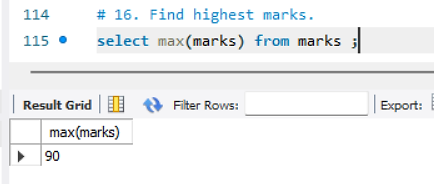 114 # 16. Find highest marks.
115 select max(marks) from marks ;
Result Grid Filter Rows: Export:
max(marks)
90